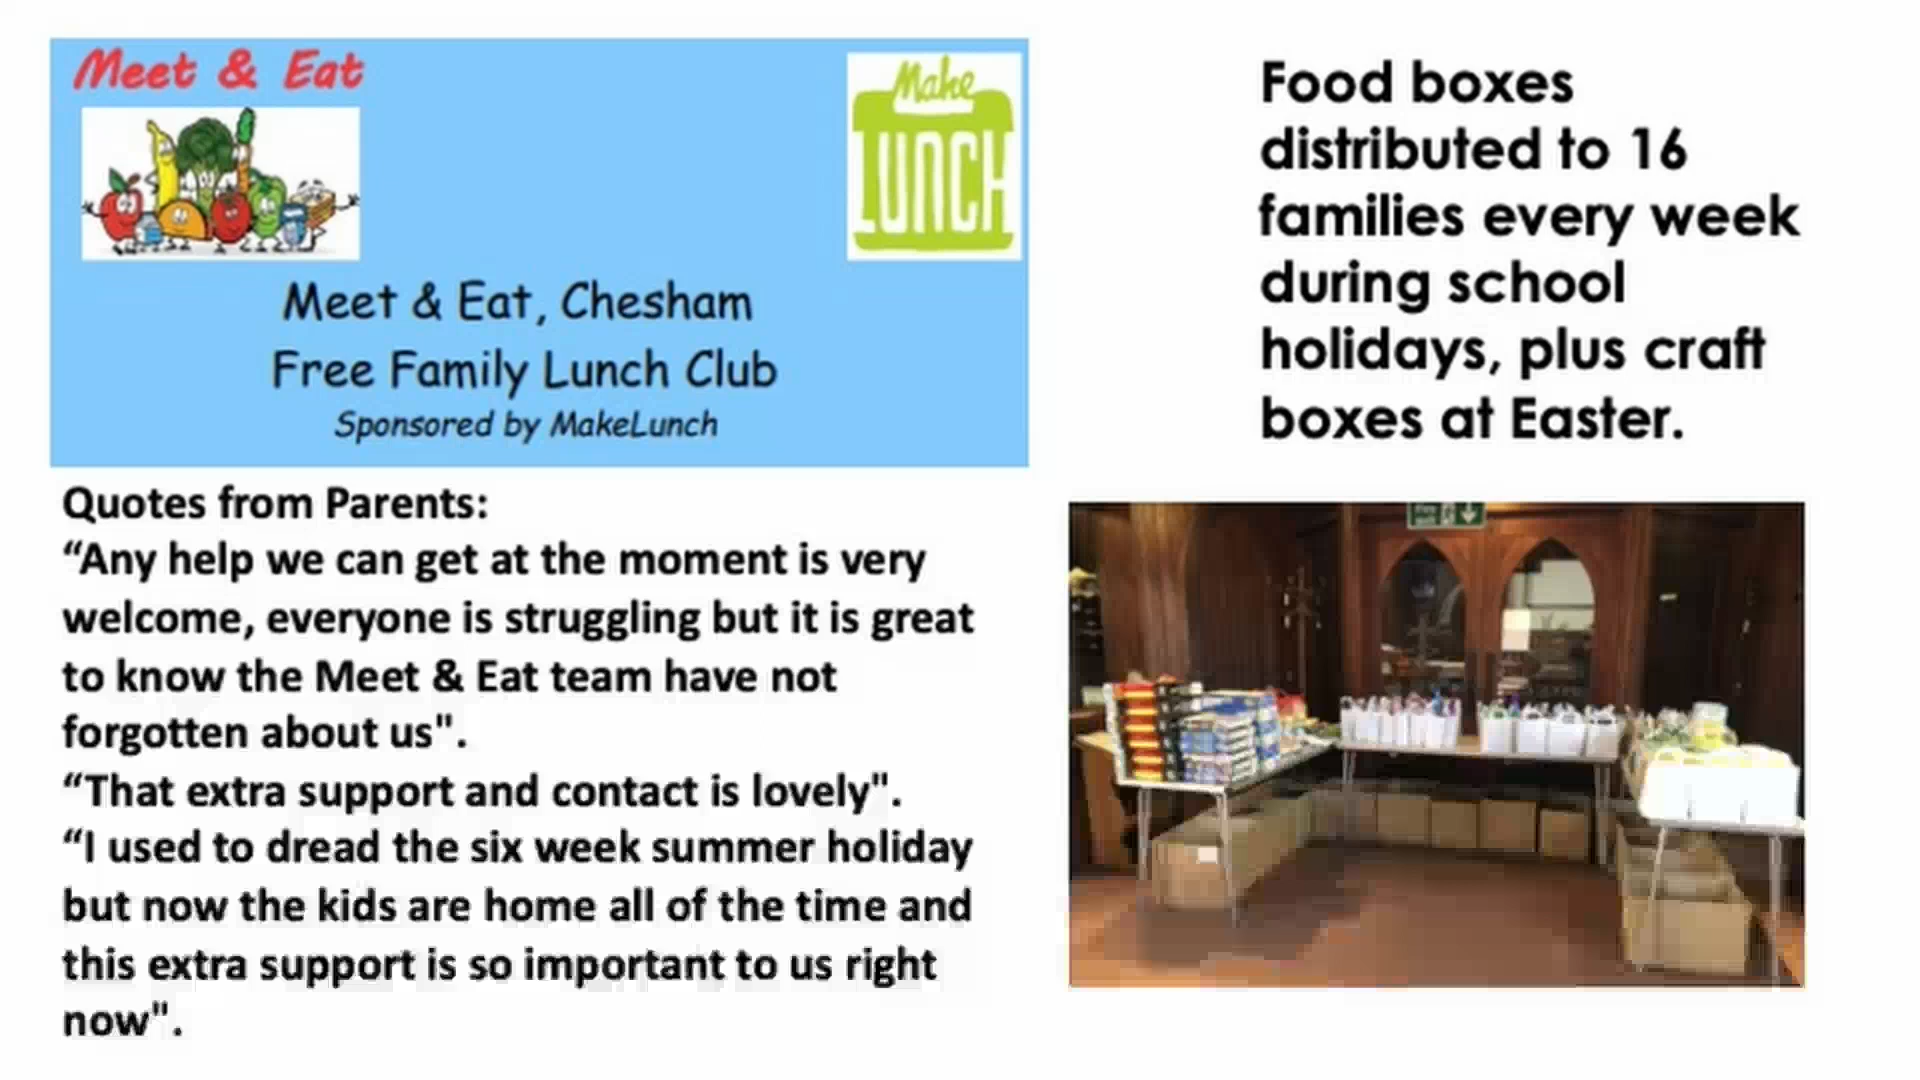 Meet & Eat
Make
LUNCH
Meet & Eat, Chesham
Free Family Lunch Club
Sponsored by MakeLunch
Food boxes
distributed to 16
families every week
during school
holidays, plus craft
boxes at Easter.
Quotes from Parents:
“Any help we can get at the moment is very
welcome, everyone is struggling but it is great
to know the Meet & Eat team have not
forgotten about us".
“That extra support and contact is lovely".
“I used to dread the six week summer holiday
but now the kids are home all of the time and
this extra support is so important to us right
now".